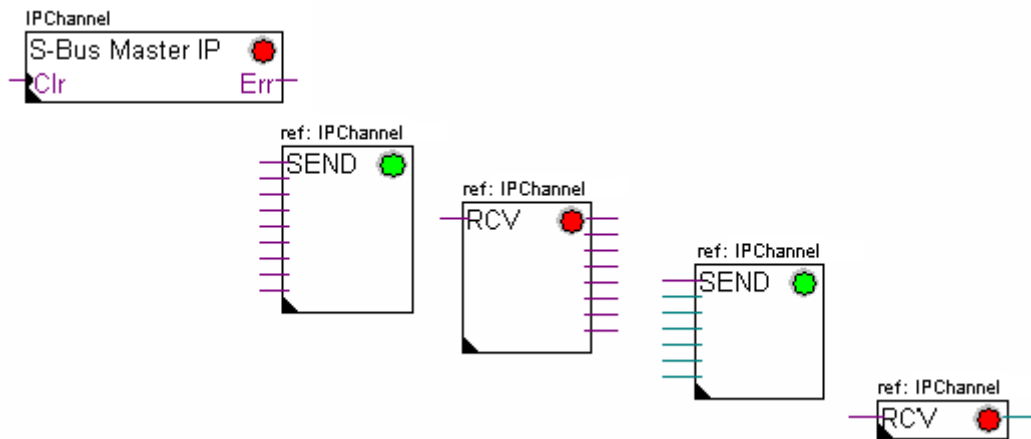 IPChannel
S-Bus Master IP
Clr Err
ref: IPChannel
SEND
ref: IPChannel
RCV
ref: IPChannel
SEND
ref: IPChannel
RCV